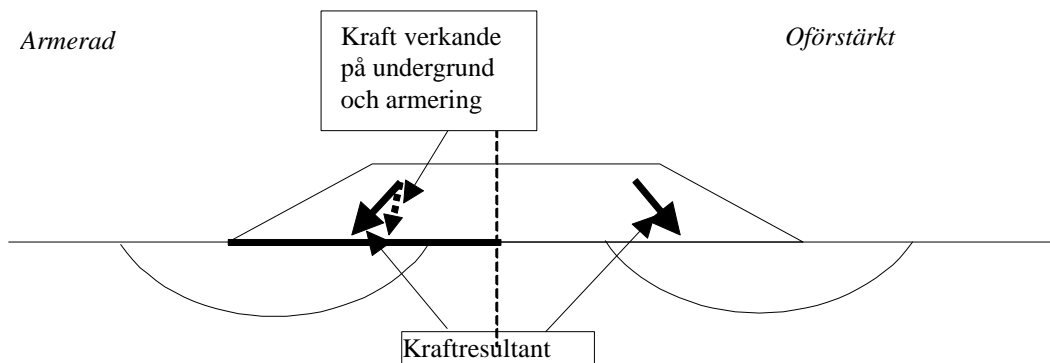 Armerad
Kraft verkande
på undergrund
och armering
Oförstärkt
Kraftresultant